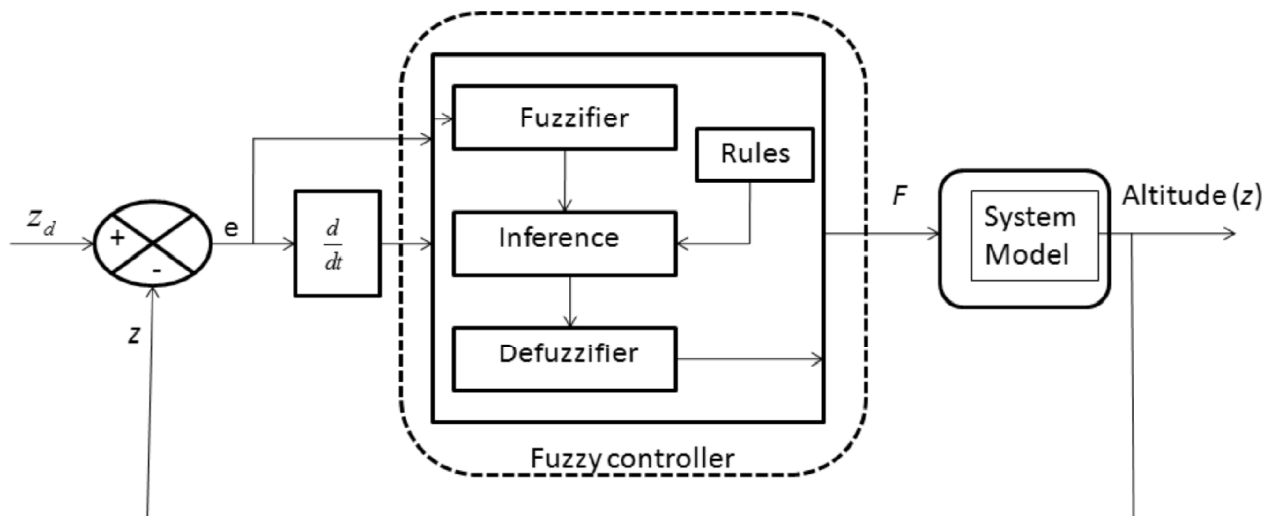 Fuzzifier
Rules
z_d
+
-
e
d
dt
Inference
F
System
Model
Altitude (z)
z
Defuzzifier
Fuzzy controller